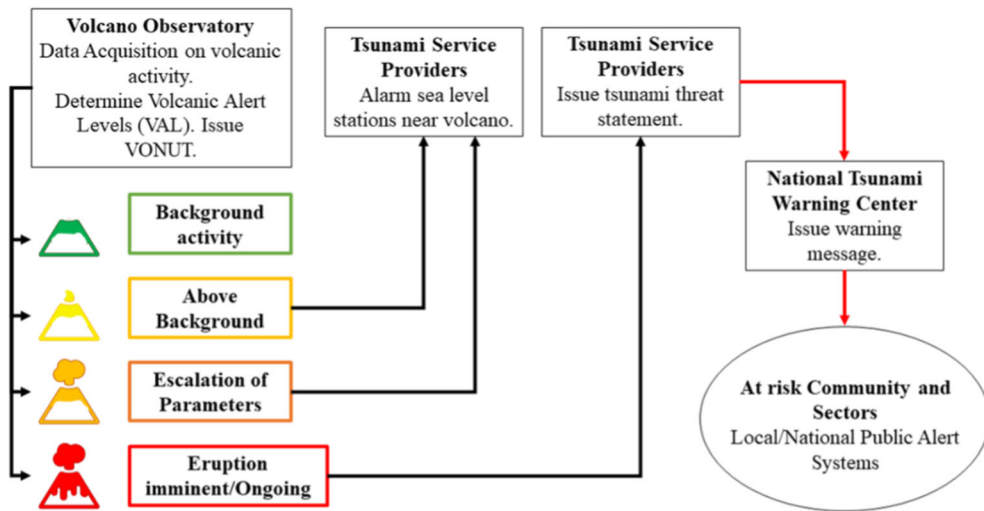 Volcano Observatory
Data Acquisition on volcanic
activity.
Determine Volcanic Alert
Levels (VAL). Issue
VONUT.
Tsunami Service
Providers
Alarm sea level
stations near volcano.
Tsunami Service
Providers
Issue tsunami threat
statement.
National Tsunami
Warning Center
Issue warning
message.
Background
activity
Above
Background
Escalation of
Parameters
Eruption
imminent/Ongoing
At risk Community and
Sectors
Local/National Public Alert
Systems